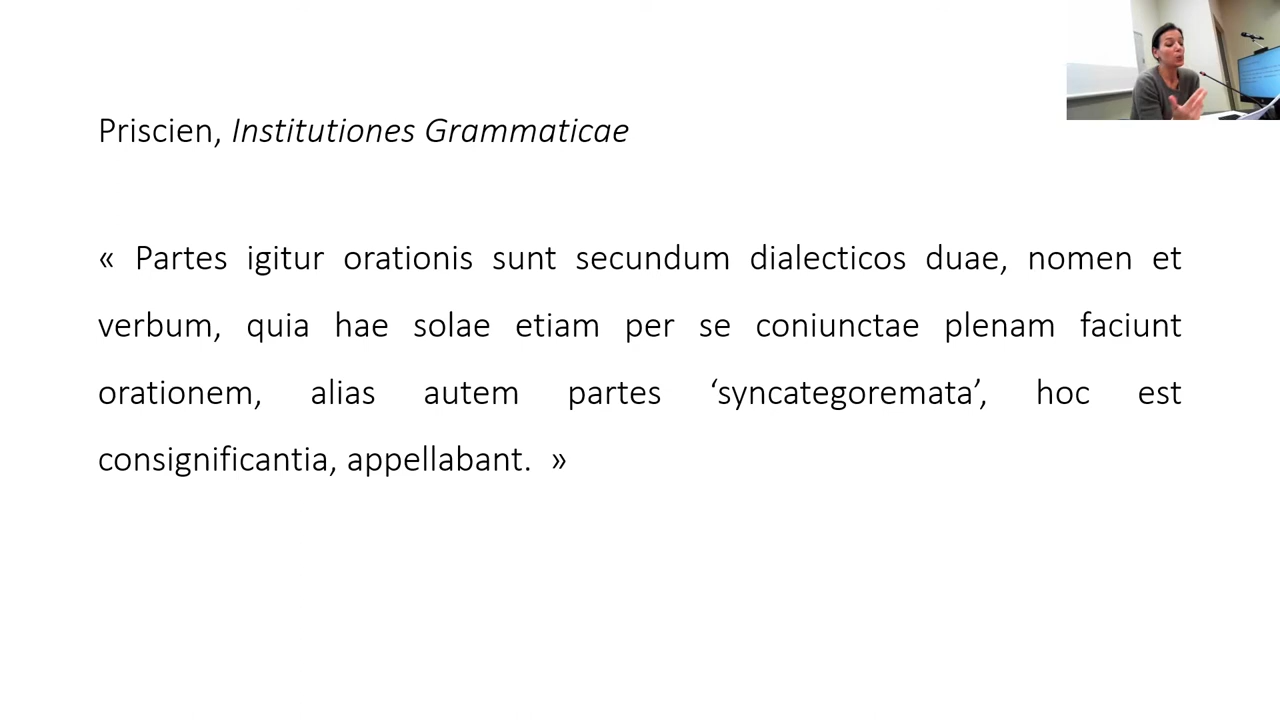 Priscien, Institutiones Grammaticae
« Partes igitur orationis sunt secundum dialecticos duae, nomen et
verbum, quia hae solae etiam per se coniunctae plenam faciunt
orationem, alias autem partes ‘syncategoremata’, hoc est
consignificantia, appellabant. »